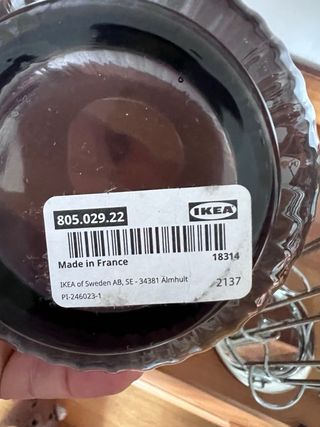 805.029.22
IKEA
Made in France 18314
IKEA of Sweden AB, SE - 34381 Älmhult
PI-246023-1 2137